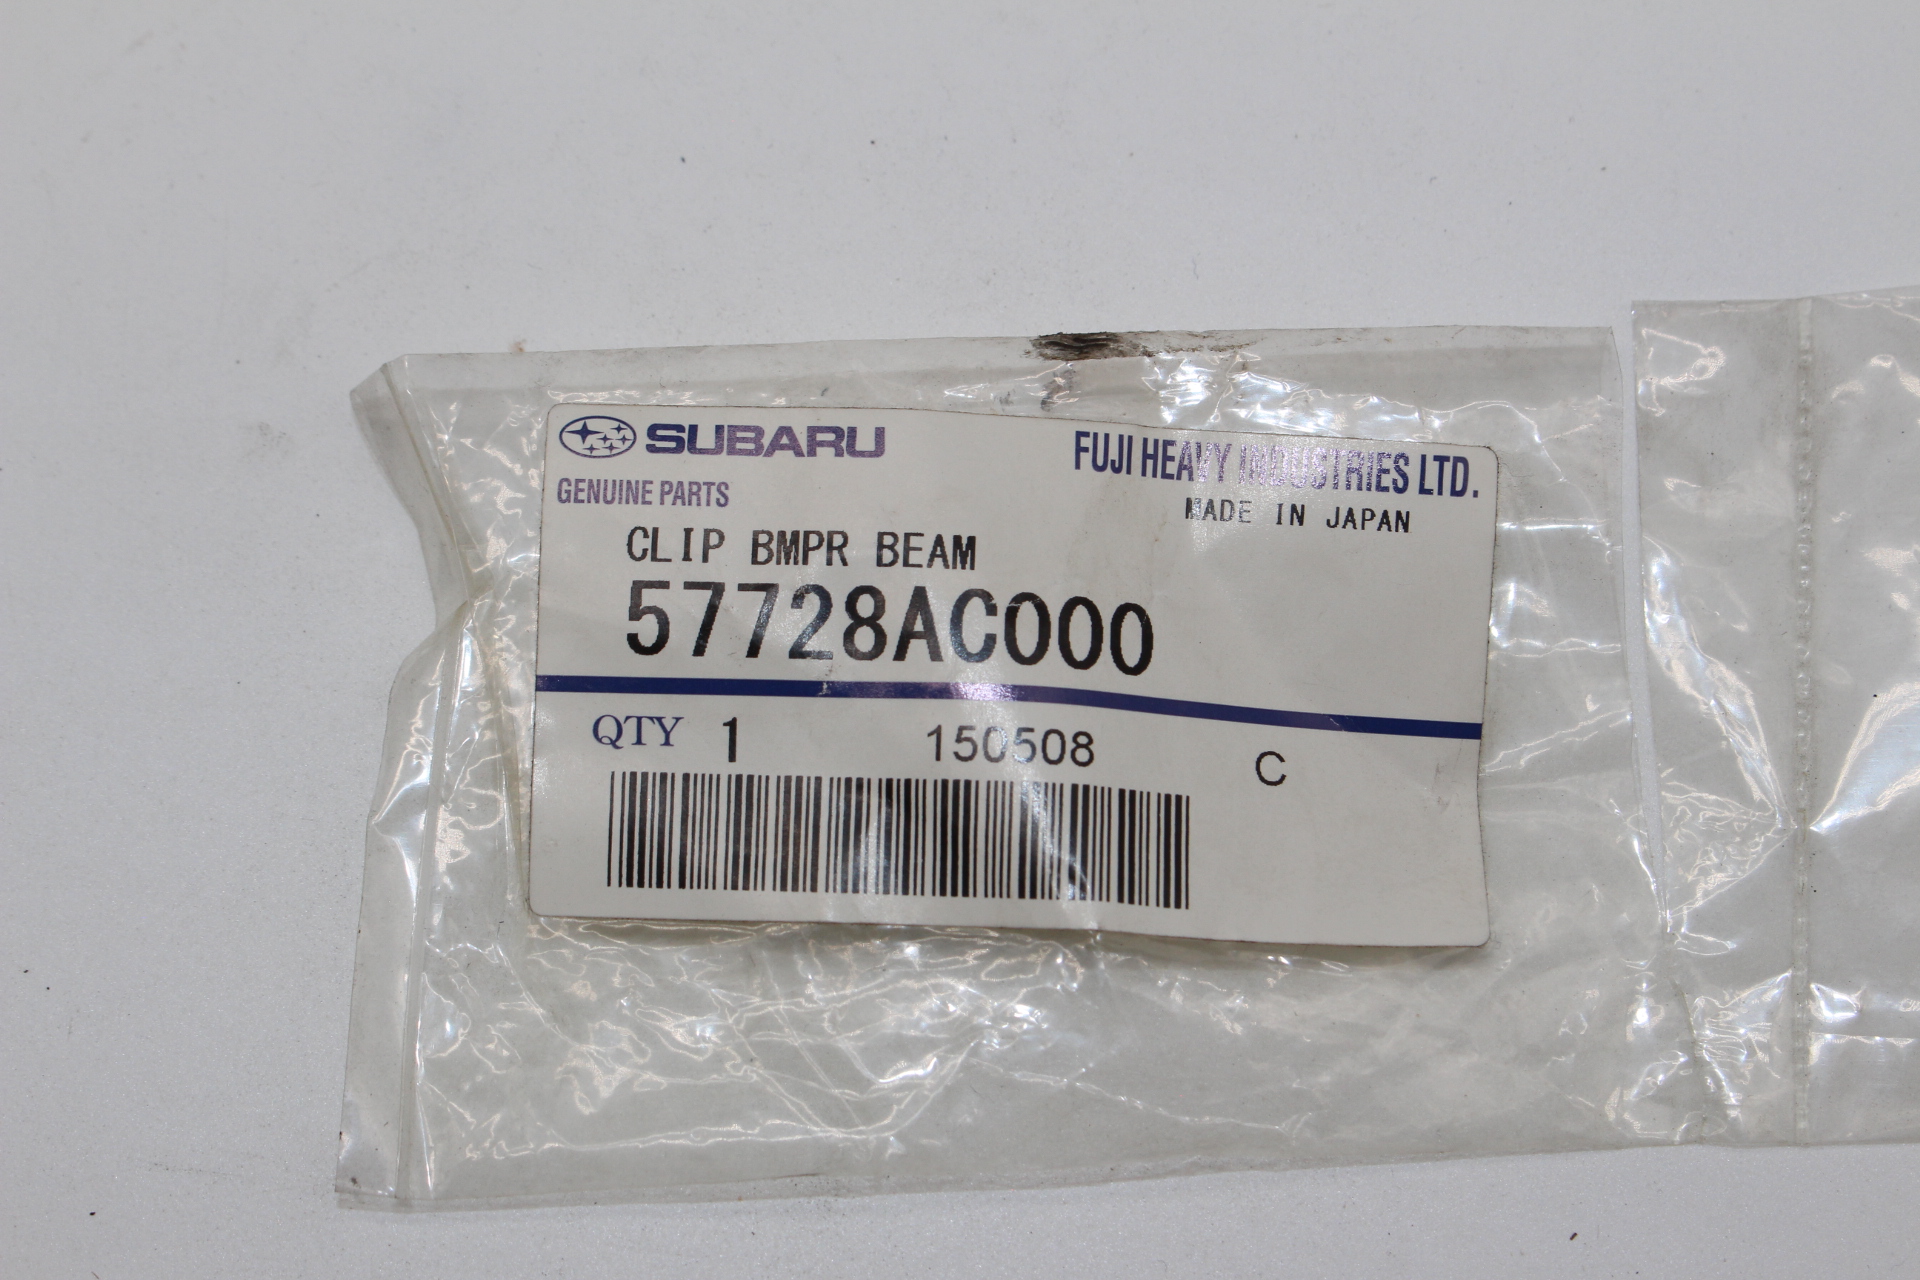 SUBARU
FUJI HEAVY INDUSTRIES LTD.
GENUINE PARTS
MADE IN JAPAN
CLIP BMPR BEAM
57728AC000
QTY 1 150508 C